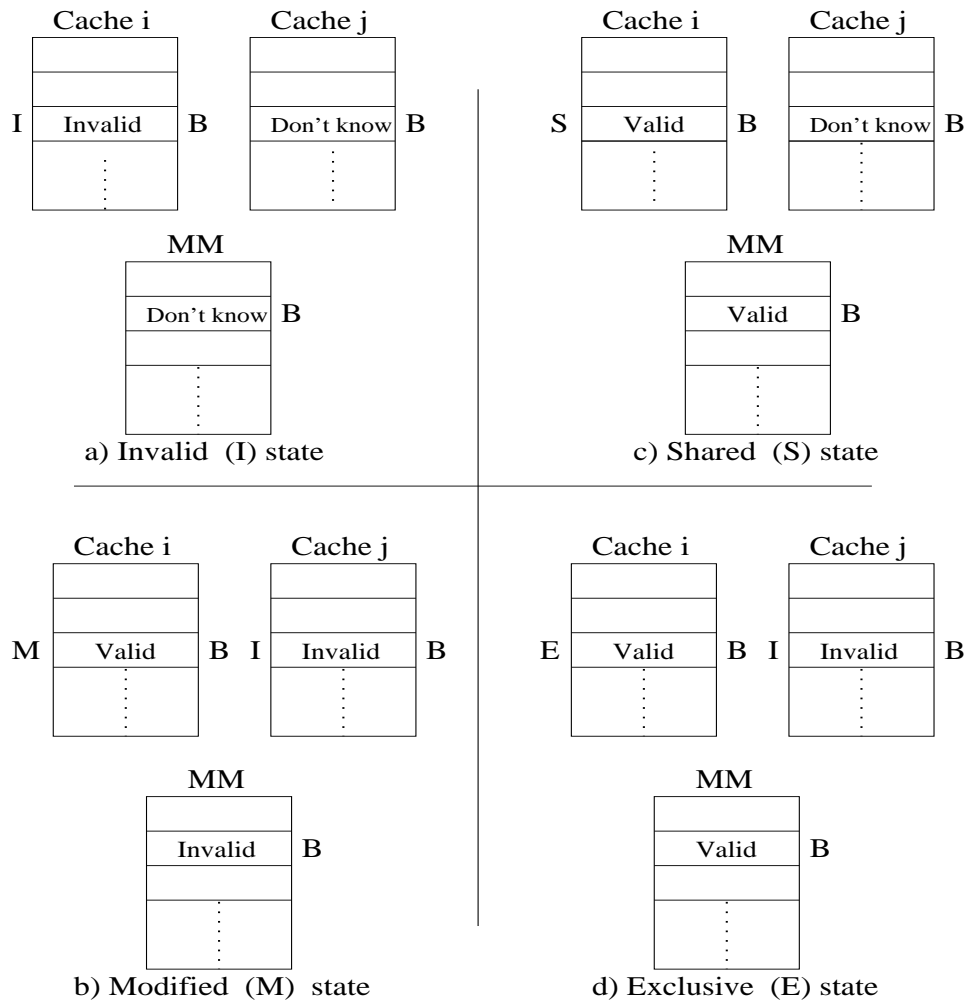 Cache i
Cache j
I Invalid B
Don't know B
MM
Don't know B
a) Invalid (I) state
Cache i
Cache j
S Valid B
Don't know B
MM
Valid B
c) Shared (S) state
Cache i
Cache j
M Valid B
I Invalid B
MM
Invalid B
b) Modified (M) state
Cache i
Cache j
E Valid B
I Invalid B
MM
Valid B
d) Exclusive (E) state